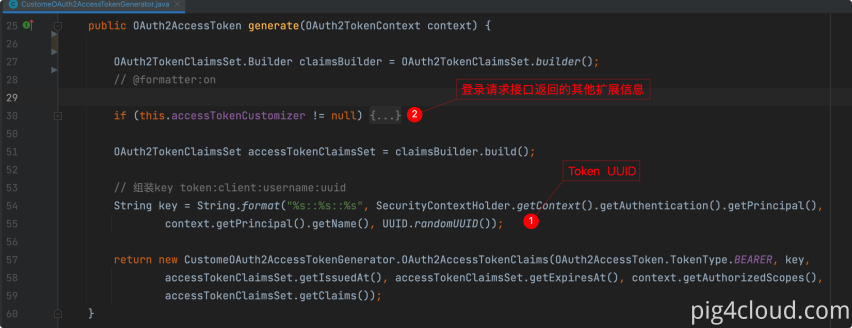 CustomeOAuth2AccessTokenGenerator.java
25 public OAuth2AccessToken generate(OAuth2TokenContext context) {
26
27 OAuth2TokenClaimsSet.Builder claimsBuilder = OAuth2TokenClaimsSet.builder();
28 // @formatter:on
29
登录请求接口返回的其他扩展信息
30 if (this.accessTokenCustomizer != null) {...} 2
50
51 OAuth2TokenClaimsSet accessTokenClaimsSet = claimsBuilder.build();
52
Token UUID
53 // 组装key token:client:username:uuid
54 String key = String.format("%s::%s::%s", SecurityContextHolder.getContext().getAuthentication().getPrincipal(),
55 context.getPrincipal().getName(), UUID.randomUUID()); 1
56
57 return new CustomeOAuth2AccessTokenGenerator.OAuth2AccessTokenClaims(OAuth2AccessToken.TokenType.BEARER, key,
58 accessTokenClaimsSet.getIssuedAt(), accessTokenClaimsSet.getExpiresAt(), context.getAuthorizedScopes(),
59 accessTokenClaimsSet.getClaims());
60 }
pig4cloud.com